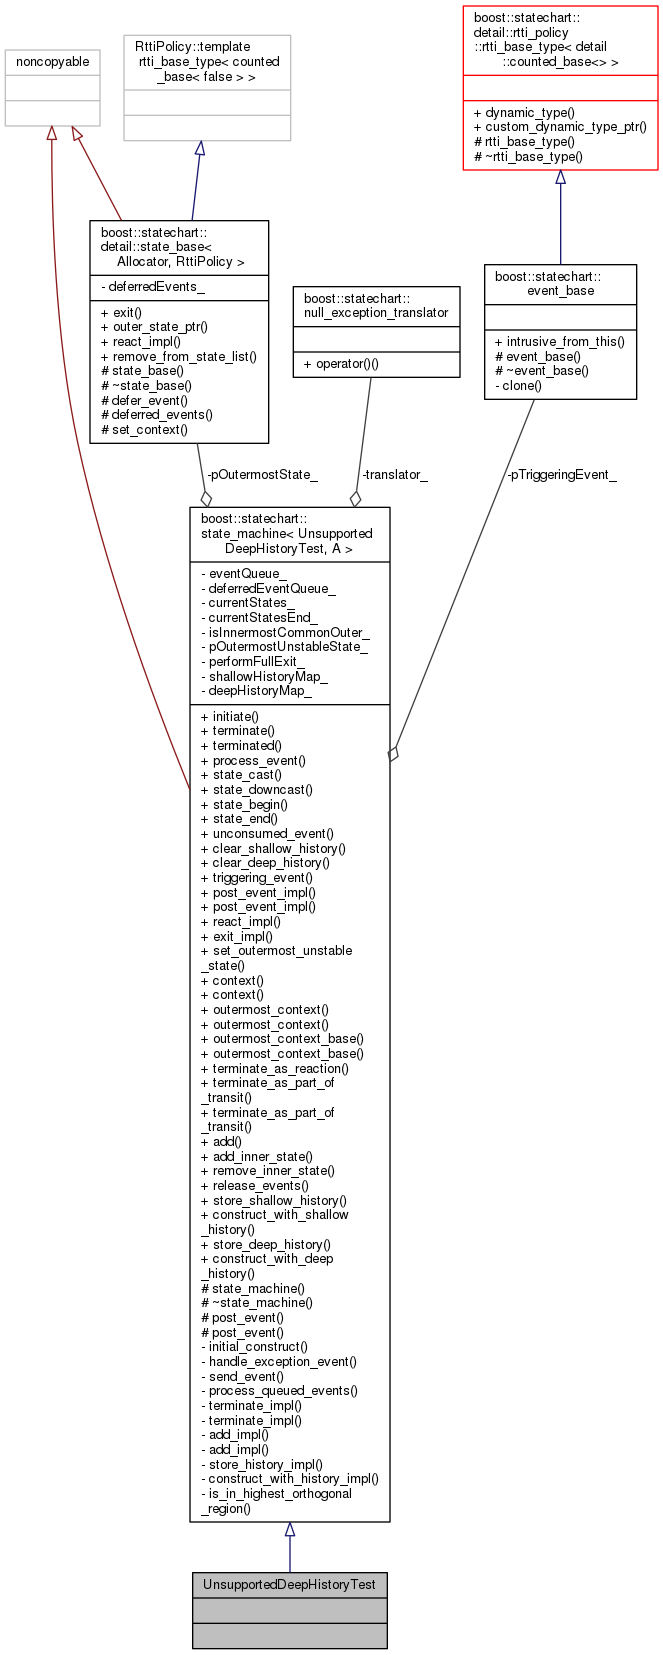 noncopyable
RttiPolicy::template
rtti_base_type< counted
_base< false > >
boost::statechart::
detail::rtti_policy
::rtti_base_type< detail
::counted_base<> >
+ dynamic_type()
+ custom_dynamic_type_ptr()
# rtti_base_type()
# ~rtti_base_type()
boost::statechart::
detail::state_base<
Allocator, RttiPolicy >
- deferredEvents_
+ exit()
+ outer_state_ptr()
+ react_impl()
+ remove_from_state_list()
# state_base()
# ~state_base()
# defer_event()
# deferred_events()
# set_context()
boost::statechart::
null_exception_translator
+ operator()()
boost::statechart::
event_base
+ intrusive_from_this()
# event_base()
# ~event_base()
- clone()
-pOutermostState_
-translator_
-pTriggeringEvent_
boost::statechart::
state_machine< Unsupported
DeepHistoryTest, A >
- eventQueue_
- deferredEventQueue_
- currentStates_
- currentStatesEnd_
- isInnermostCommonOuter_
- pOutermostUnstableState_
- performFullExit_
- shallowHistoryMap_
- deepHistoryMap_
+ initiate()
+ terminate()
+ terminated()
+ process_event()
+ state_cast()
+ state_downcast()
+ state_begin()
+ state_end()
+ unconsumed_event()
+ clear_shallow_history()
+ clear_deep_history()
+ triggering_event()
+ post_event_impl()
+ post_event_impl()
+ react_impl()
+ exit_impl()
+ set_outermost_unstable
_state()
+ context()
+ context()
+ outermost_context()
+ outermost_context()
+ outermost_context_base()
+ outermost_context_base()
+ terminate_as_reaction()
+ terminate_as_part_of
_transit()
+ terminate_as_part_of
_transit()
+ add()
+ add_inner_state()
+ remove_inner_state()
+ release_events()
+ store_shallow_history()
+ construct_with_shallow
_history()
+ store_deep_history()
+ construct_with_deep
_history()
# state_machine()
# ~state_machine()
# post_event()
# post_event()
- initial_construct()
- handle_exception_event()
- send_event()
- process_queued_events()
- terminate_impl()
- terminate_impl()
- add_impl()
- add_impl()
- store_history_impl()
- construct_with_history_impl()
- is_in_highest_orthogonal
_region()
UnsupportedDeepHistoryTest